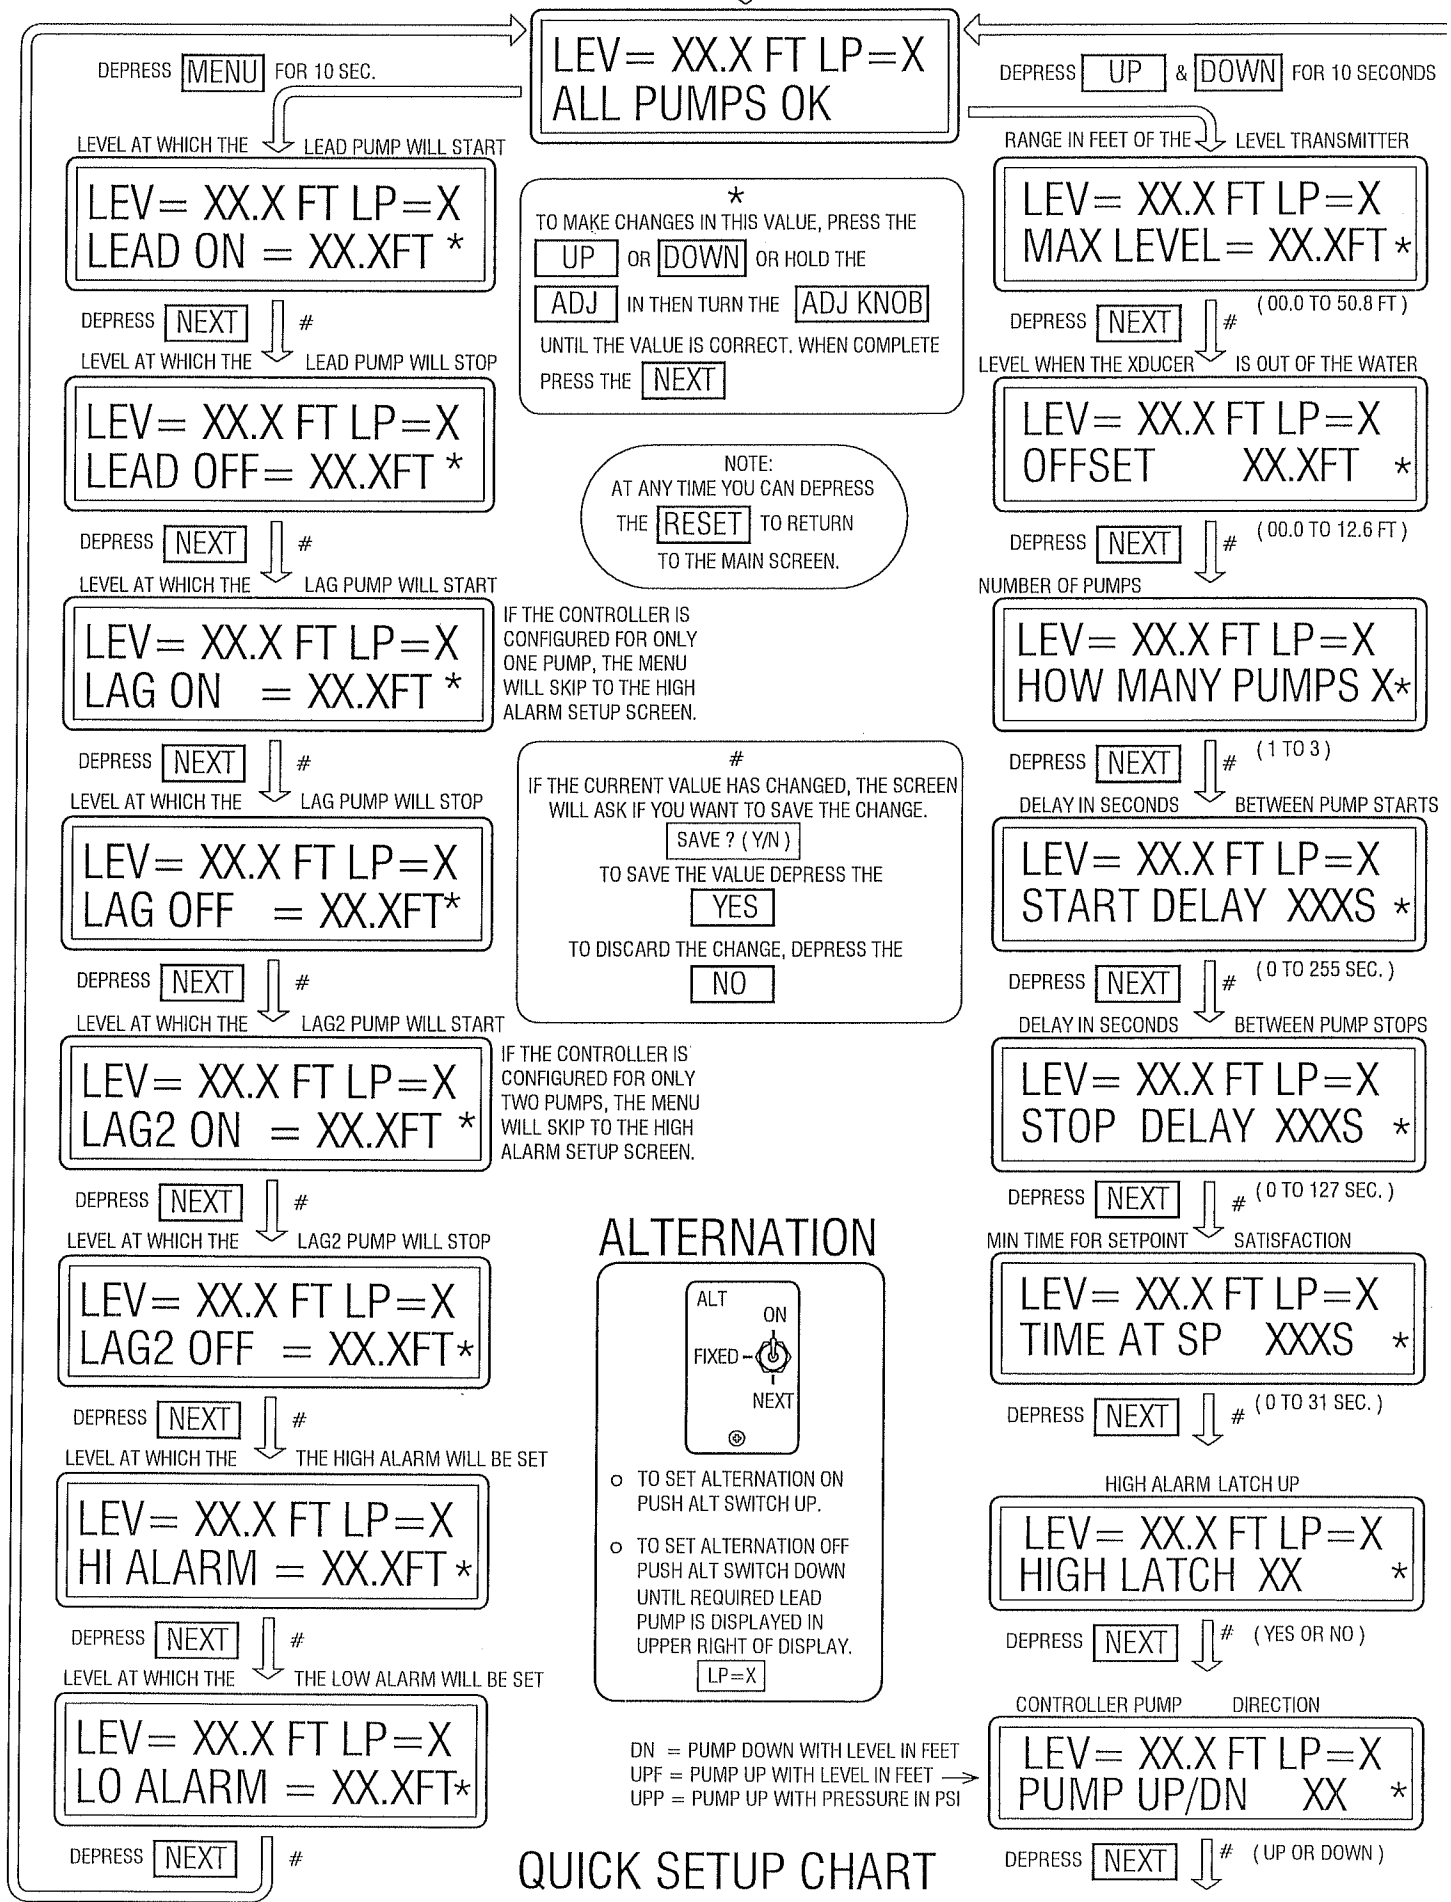 LEV= XX.X FT LP=X
ALL PUMPS OK
DEPRESS MENU FOR 10 SEC.
LEVEL AT WHICH THE LEAD PUMP WILL START
LEV= XX.X FT LP=X
LEAD ON = XX.XFT *
DEPRESS NEXT #
LEVEL AT WHICH THE LEAD PUMP WILL STOP
LEV= XX.X FT LP=X
LEAD OFF= XX.XFT *
DEPRESS NEXT #
LEVEL AT WHICH THE LAG PUMP WILL START
LEV= XX.X FT LP=X
LAG ON = XX.XFT *
IF THE CONTROLLER IS
CONFIGURED FOR ONLY
ONE PUMP, THE MENU
WILL SKIP TO THE HIGH
ALARM SETUP SCREEN.
DEPRESS NEXT #
LEVEL AT WHICH THE LAG PUMP WILL STOP
LEV= XX.X FT LP=X
LAG OFF = XX.XFT*
DEPRESS NEXT #
LEVEL AT WHICH THE LAG2 PUMP WILL START
LEV= XX.X FT LP=X
LAG2 ON = XX.XFT *
IF THE CONTROLLER IS
CONFIGURED FOR ONLY
TWO PUMPS, THE MENU
WILL SKIP TO THE HIGH
ALARM SETUP SCREEN.
DEPRESS NEXT #
LEVEL AT WHICH THE LAG2 PUMP WILL STOP
LEV= XX.X FT LP=X
LAG2 OFF = XX.XFT*
DEPRESS NEXT #
LEVEL AT WHICH THE THE HIGH ALARM WILL BE SET
LEV= XX.X FT LP=X
HI ALARM = XX.XFT *
DEPRESS NEXT #
LEVEL AT WHICH THE THE LOW ALARM WILL BE SET
LEV= XX.X FT LP=X
LO ALARM = XX.XFT*
DEPRESS NEXT #
*
TO MAKE CHANGES IN THIS VALUE, PRESS THE
UP OR DOWN OR HOLD THE
ADJ IN THEN TURN THE ADJ KNOB
UNTIL THE VALUE IS CORRECT. WHEN COMPLETE
PRESS THE NEXT
NOTE:
AT ANY TIME YOU CAN DEPRESS
THE RESET TO RETURN
TO THE MAIN SCREEN.
#
IF THE CURRENT VALUE HAS CHANGED, THE SCREEN
WILL ASK IF YOU WANT TO SAVE THE CHANGE.
SAVE ? ( Y/N )
TO SAVE THE VALUE DEPRESS THE
YES
TO DISCARD THE CHANGE, DEPRESS THE
NO
ALTERNATION
ALT
ON
FIXED
NEXT
o TO SET ALTERNATION ON
PUSH ALT SWITCH UP.
o TO SET ALTERNATION OFF
PUSH ALT SWITCH DOWN
UNTIL REQUIRED LEAD
PUMP IS DISPLAYED IN
UPPER RIGHT OF DISPLAY.
LP=X
DN = PUMP DOWN WITH LEVEL IN FEET
UPF = PUMP UP WITH LEVEL IN FEET
UPP = PUMP UP WITH PRESSURE IN PSI
QUICK SETUP CHART
DEPRESS UP & DOWN FOR 10 SECONDS
RANGE IN FEET OF THE LEVEL TRANSMITTER
LEV= XX.X FT LP=X
MAX LEVEL= XX.XFT *
DEPRESS NEXT # ( 00.0 TO 50.8 FT )
LEVEL WHEN THE XDUCER IS OUT OF THE WATER
LEV= XX.X FT LP=X
OFFSET XX.XFT *
DEPRESS NEXT # ( 00.0 TO 12.6 FT )
NUMBER OF PUMPS
LEV= XX.X FT LP=X
HOW MANY PUMPS X*
DEPRESS NEXT # ( 1 TO 3 )
DELAY IN SECONDS BETWEEN PUMP STARTS
LEV= XX.X FT LP=X
START DELAY XXXS *
DEPRESS NEXT # ( 0 TO 255 SEC. )
DELAY IN SECONDS BETWEEN PUMP STOPS
LEV= XX.X FT LP=X
STOP DELAY XXXS *
DEPRESS NEXT # ( 0 TO 127 SEC. )
MIN TIME FOR SETPOINT SATISFACTION
LEV= XX.X FT LP=X
TIME AT SP XXXS *
DEPRESS NEXT # ( 0 TO 31 SEC. )
HIGH ALARM LATCH UP
LEV= XX.X FT LP=X
HIGH LATCH XX *
DEPRESS NEXT # ( YES OR NO )
CONTROLLER PUMP DIRECTION
LEV= XX.X FT LP=X
PUMP UP/DN XX *
DEPRESS NEXT # ( UP OR DOWN )